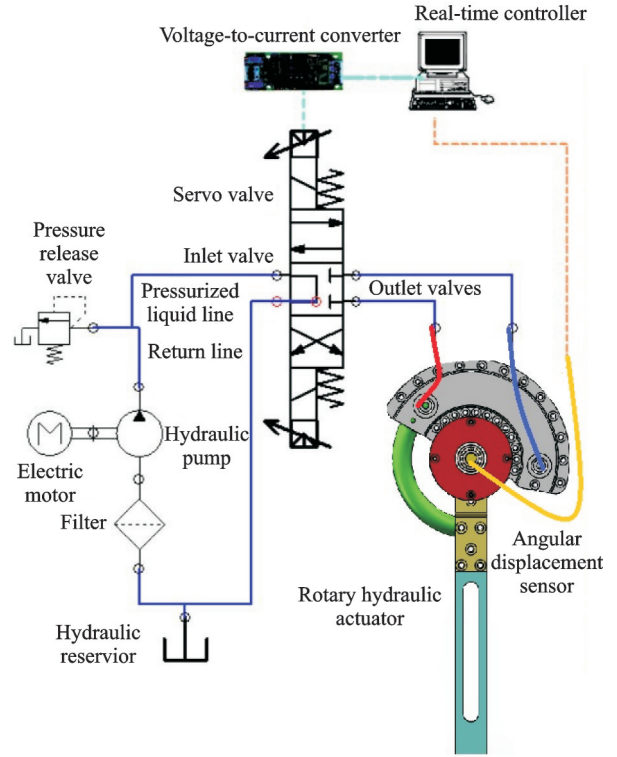 Real-time controller
Voltage-to-current converter
Servo valve
Pressure
release
valve
Inlet valve
Pressurized
liquid line
Outlet valves
Return line
M
Hydraulic
pump
Electric
motor
Filter
Angular
displacement
sensor
Rotary hydraulic
actuator
Hydraulic
reservior